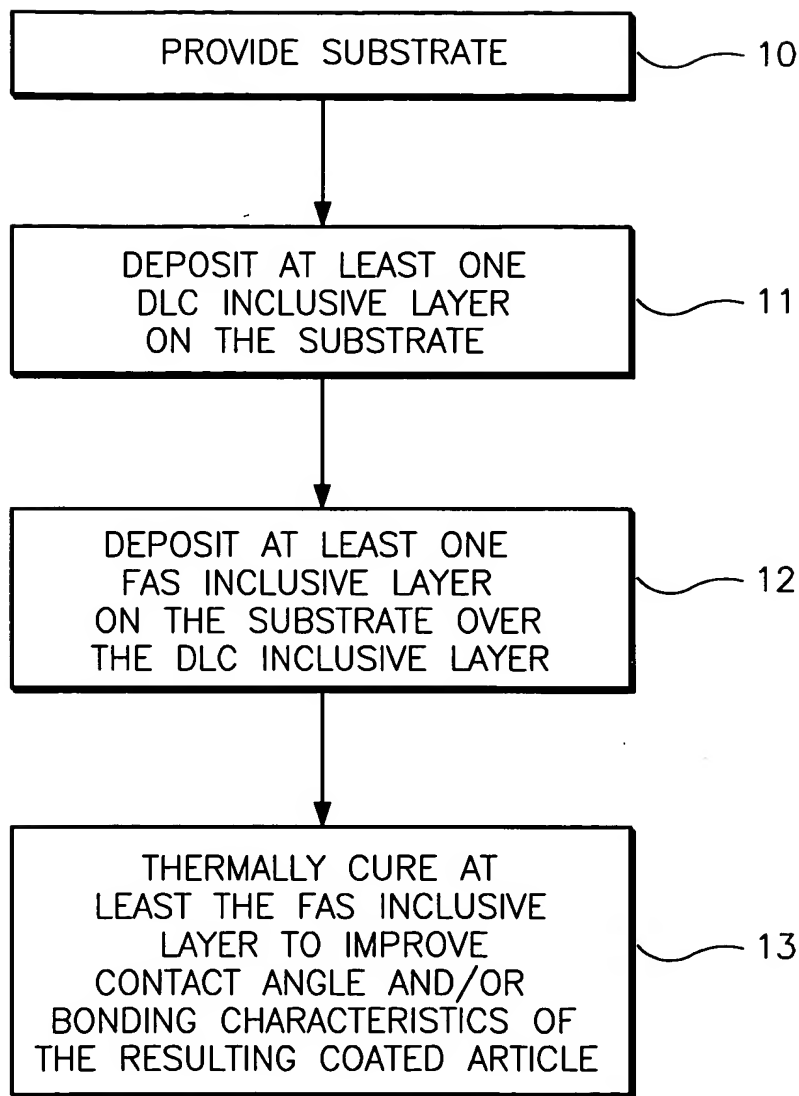 PROVIDE SUBSTRATE
10
DEPOSIT AT LEAST ONE
DLC INCLUSIVE LAYER
ON THE SUBSTRATE
11
DEPOSIT AT LEAST ONE
FAS INCLUSIVE LAYER
ON THE SUBSTRATE OVER
THE DLC INCLUSIVE LAYER
12
THERMALLY CURE AT
LEAST THE FAS INCLUSIVE
LAYER TO IMPROVE
CONTACT ANGLE AND/OR
BONDING CHARACTERISTICS OF
THE RESULTING COATED ARTICLE
13